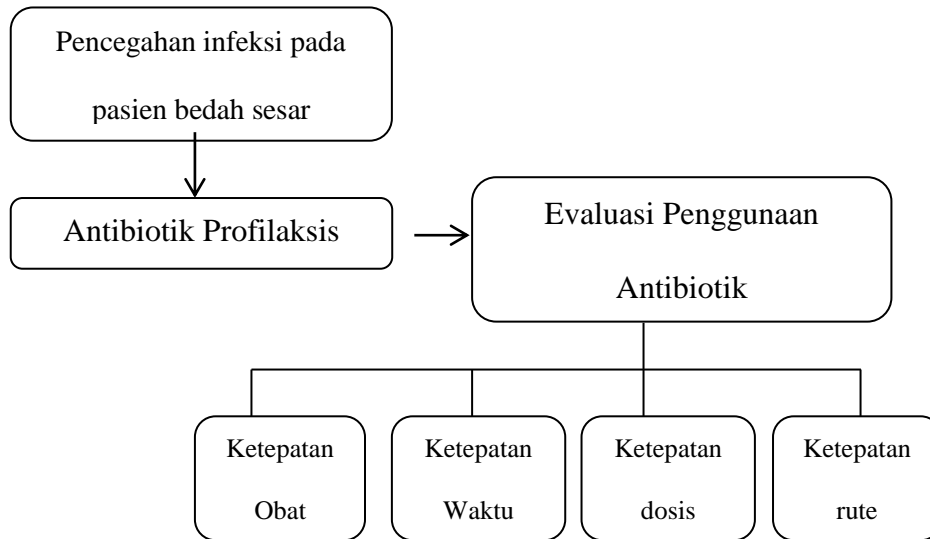 Pencegahan infeksi pada
pasien bedah sesar
Antibiotik Profilaksis
Evaluasi Penggunaan
Antibiotik
Ketepatan
Obat
Ketepatan
Waktu
Ketepatan
dosis
Ketepatan
rute